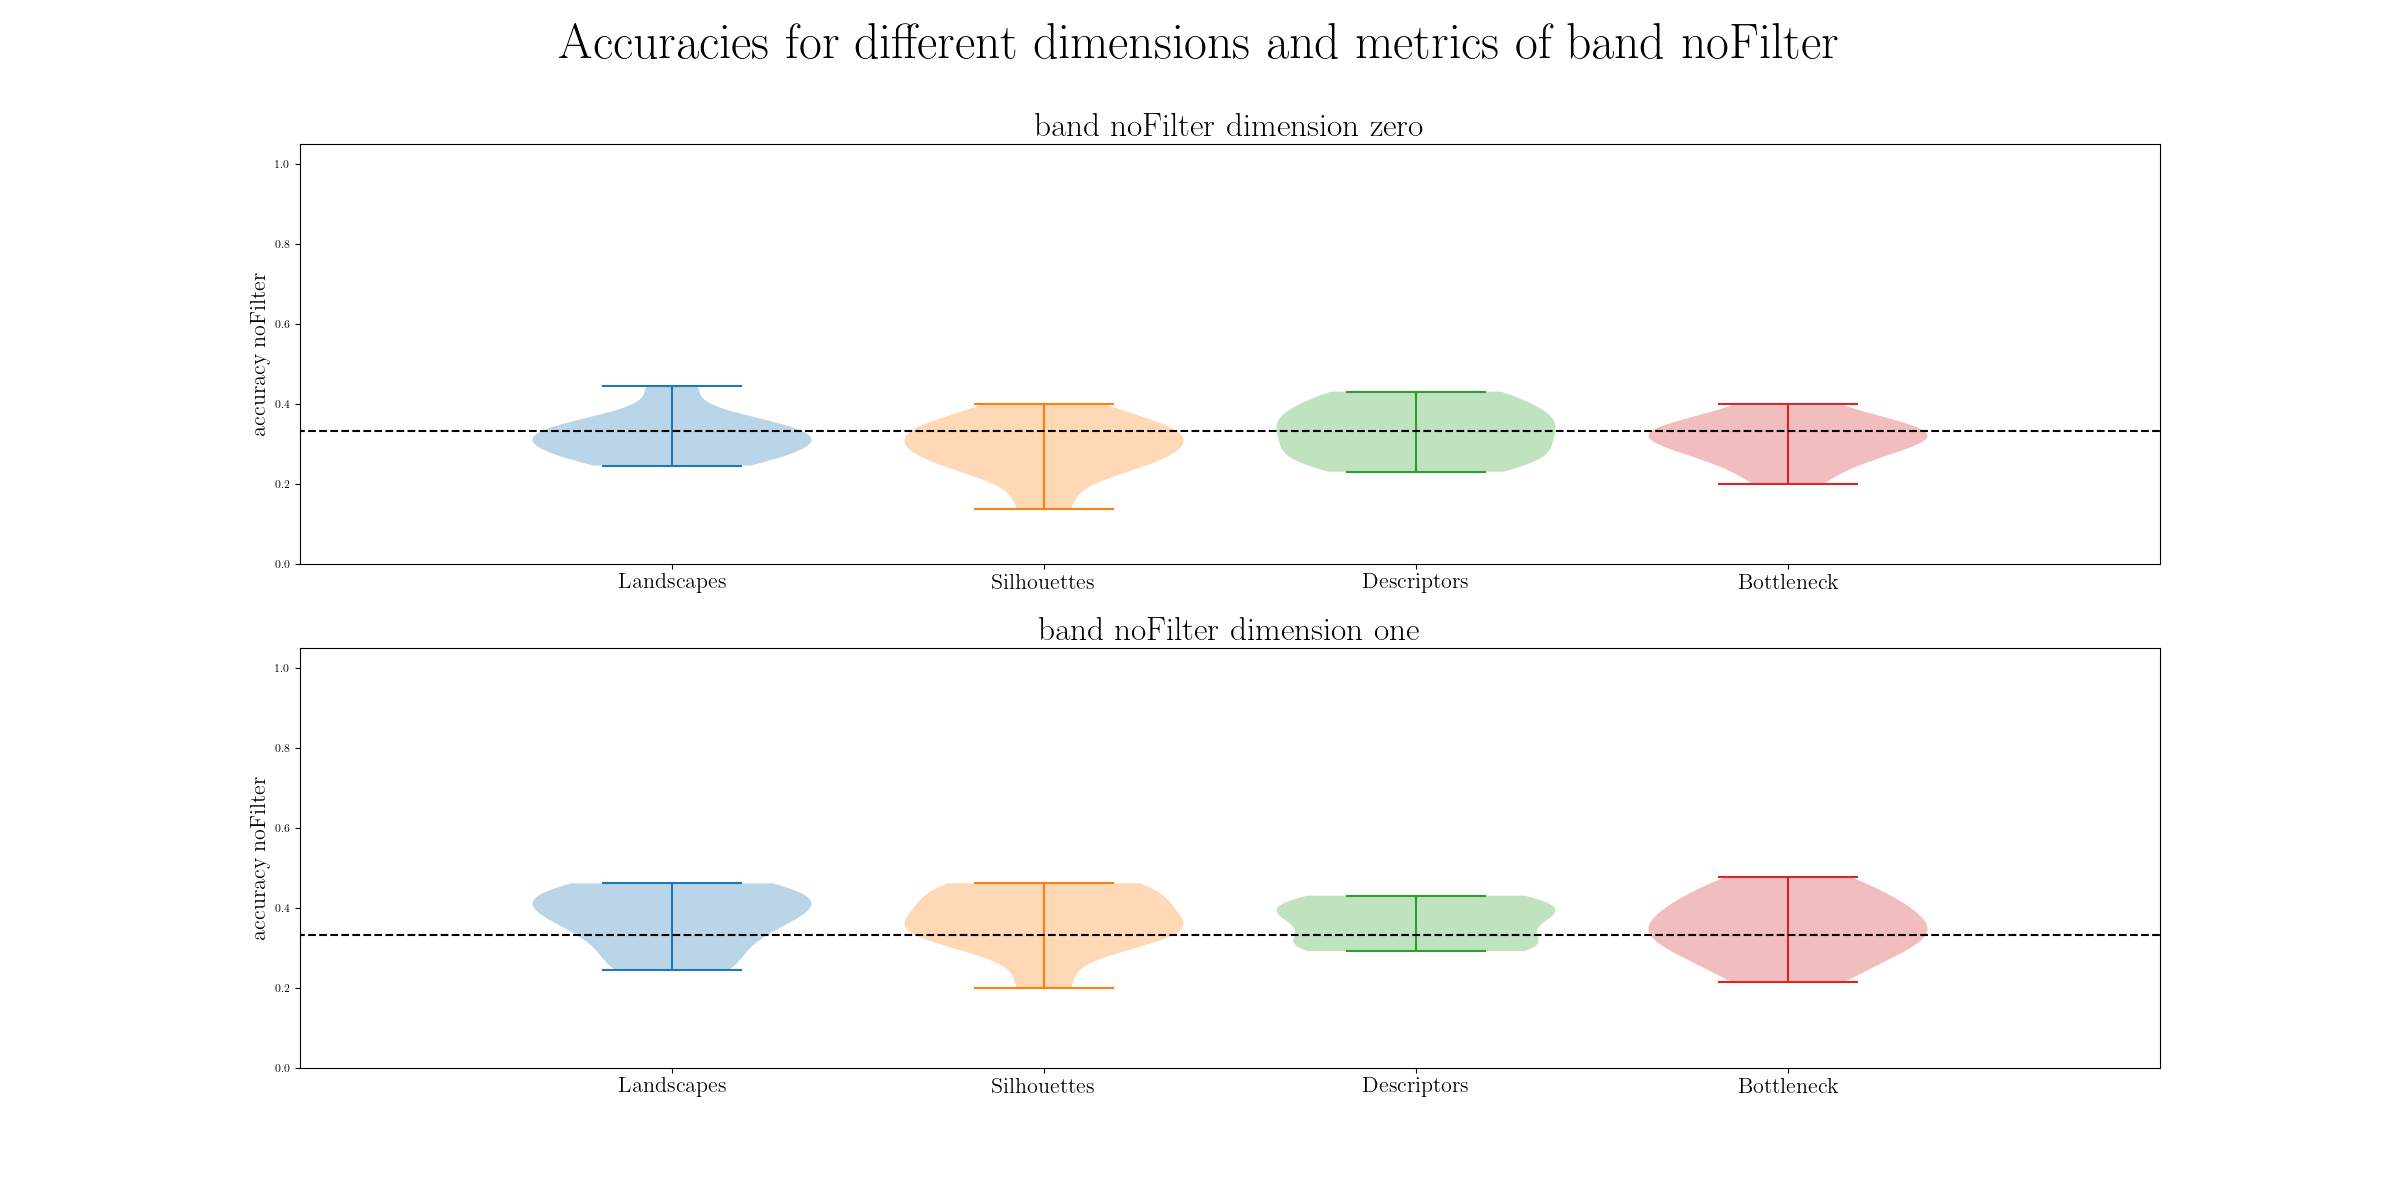 Accuracies for different dimensions and metrics of band noFilter
band noFilter dimension zero
accuracy noFilter
1.0
0.8
0.6
0.4
0.2
0.0
Landscapes Silhouettes Descriptors Bottleneck
band noFilter dimension one
accuracy noFilter
1.0
0.8
0.6
0.4
0.2
0.0
Landscapes Silhouettes Descriptors Bottleneck